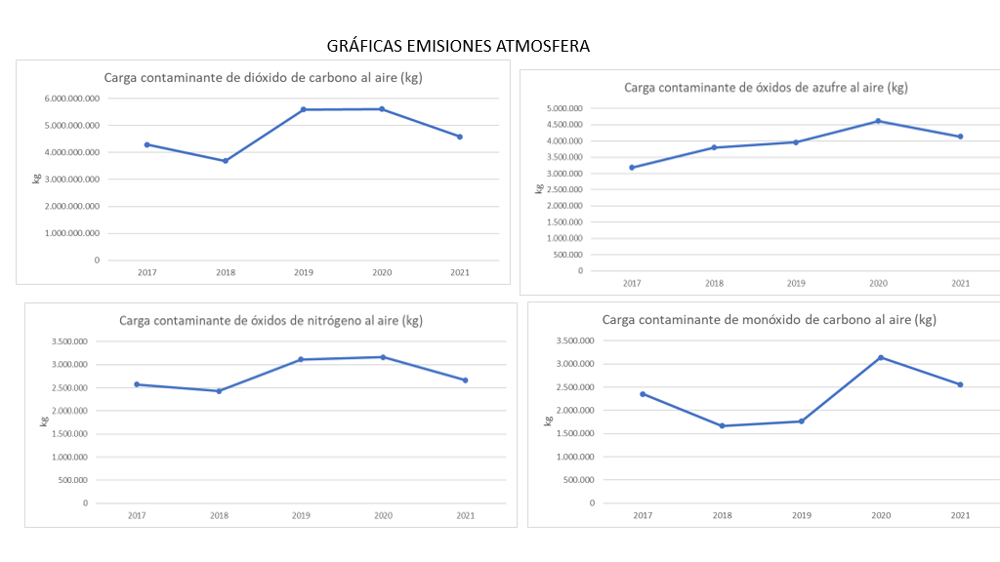 GRÁFICAS EMISIONES ATMOSFERA
Carga contaminante de dióxido de carbono al aire (kg)
6.000.000.000
5.000.000.000
4.000.000.000
3.000.000.000
2.000.000.000
1.000.000.000
0
kg
2017 2018 2019 2020 2021
Carga contaminante de óxidos de azufre al aire (kg)
5.000.000
4.500.000
4.000.000
3.500.000
3.000.000
2.500.000
2.000.000
1.500.000
1.000.000
500.000
0
kg
2017 2018 2019 2020 2021
Carga contaminante de óxidos de nitrógeno al aire (kg)
3.500.000
3.000.000
2.500.000
2.000.000
1.500.000
1.000.000
500.000
0
kg
2017 2018 2019 2020 2021
Carga contaminante de monóxido de carbono al aire (kg)
3.500.000
3.000.000
2.500.000
2.000.000
1.500.000
1.000.000
500.000
0
kg
2017 2018 2019 2020 2021